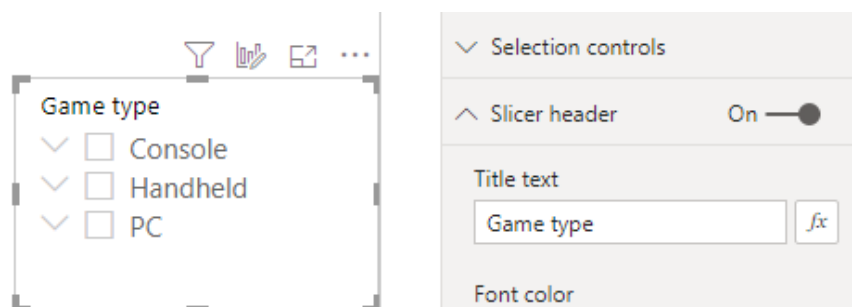 Game type
Console
Handheld
PC
Selection controls
Slicer header On
Title text
Game type fx
Font color